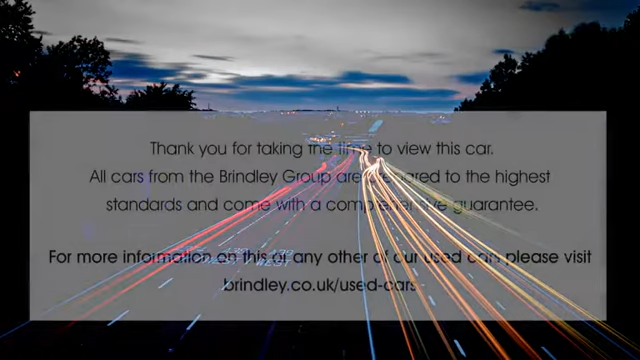 Thank you for taking the time to view this car.
All cars from the Brindley Group are prepared to the highest
standards and come with a comprehensive guarantee.
For more information on this or any other of our used cars please visit
brindley.co.uk/used-cars